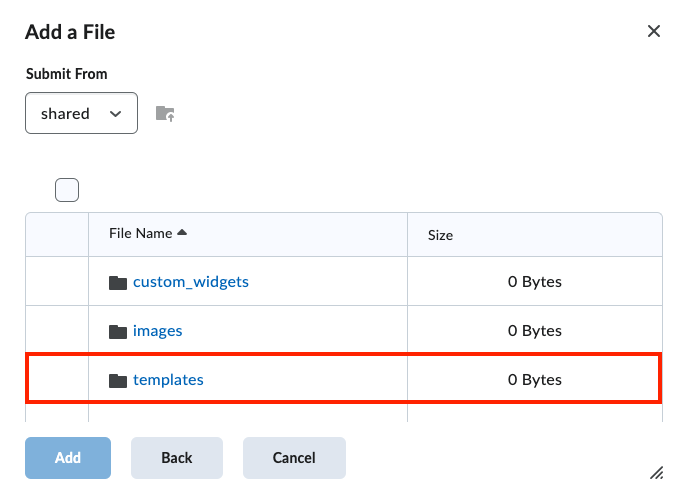 Add a File
Submit From
shared
File Name Size
custom_widgets 0 Bytes
images 0 Bytes
templates 0 Bytes
Add Back Cancel